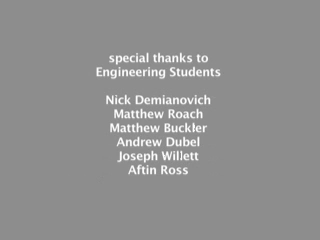 special thanks to
Engineering Students
Nick Demianovich
Matthew Roach
Matthew Buckler
Andrew Dubel
Joseph Willett
Aftin Ross